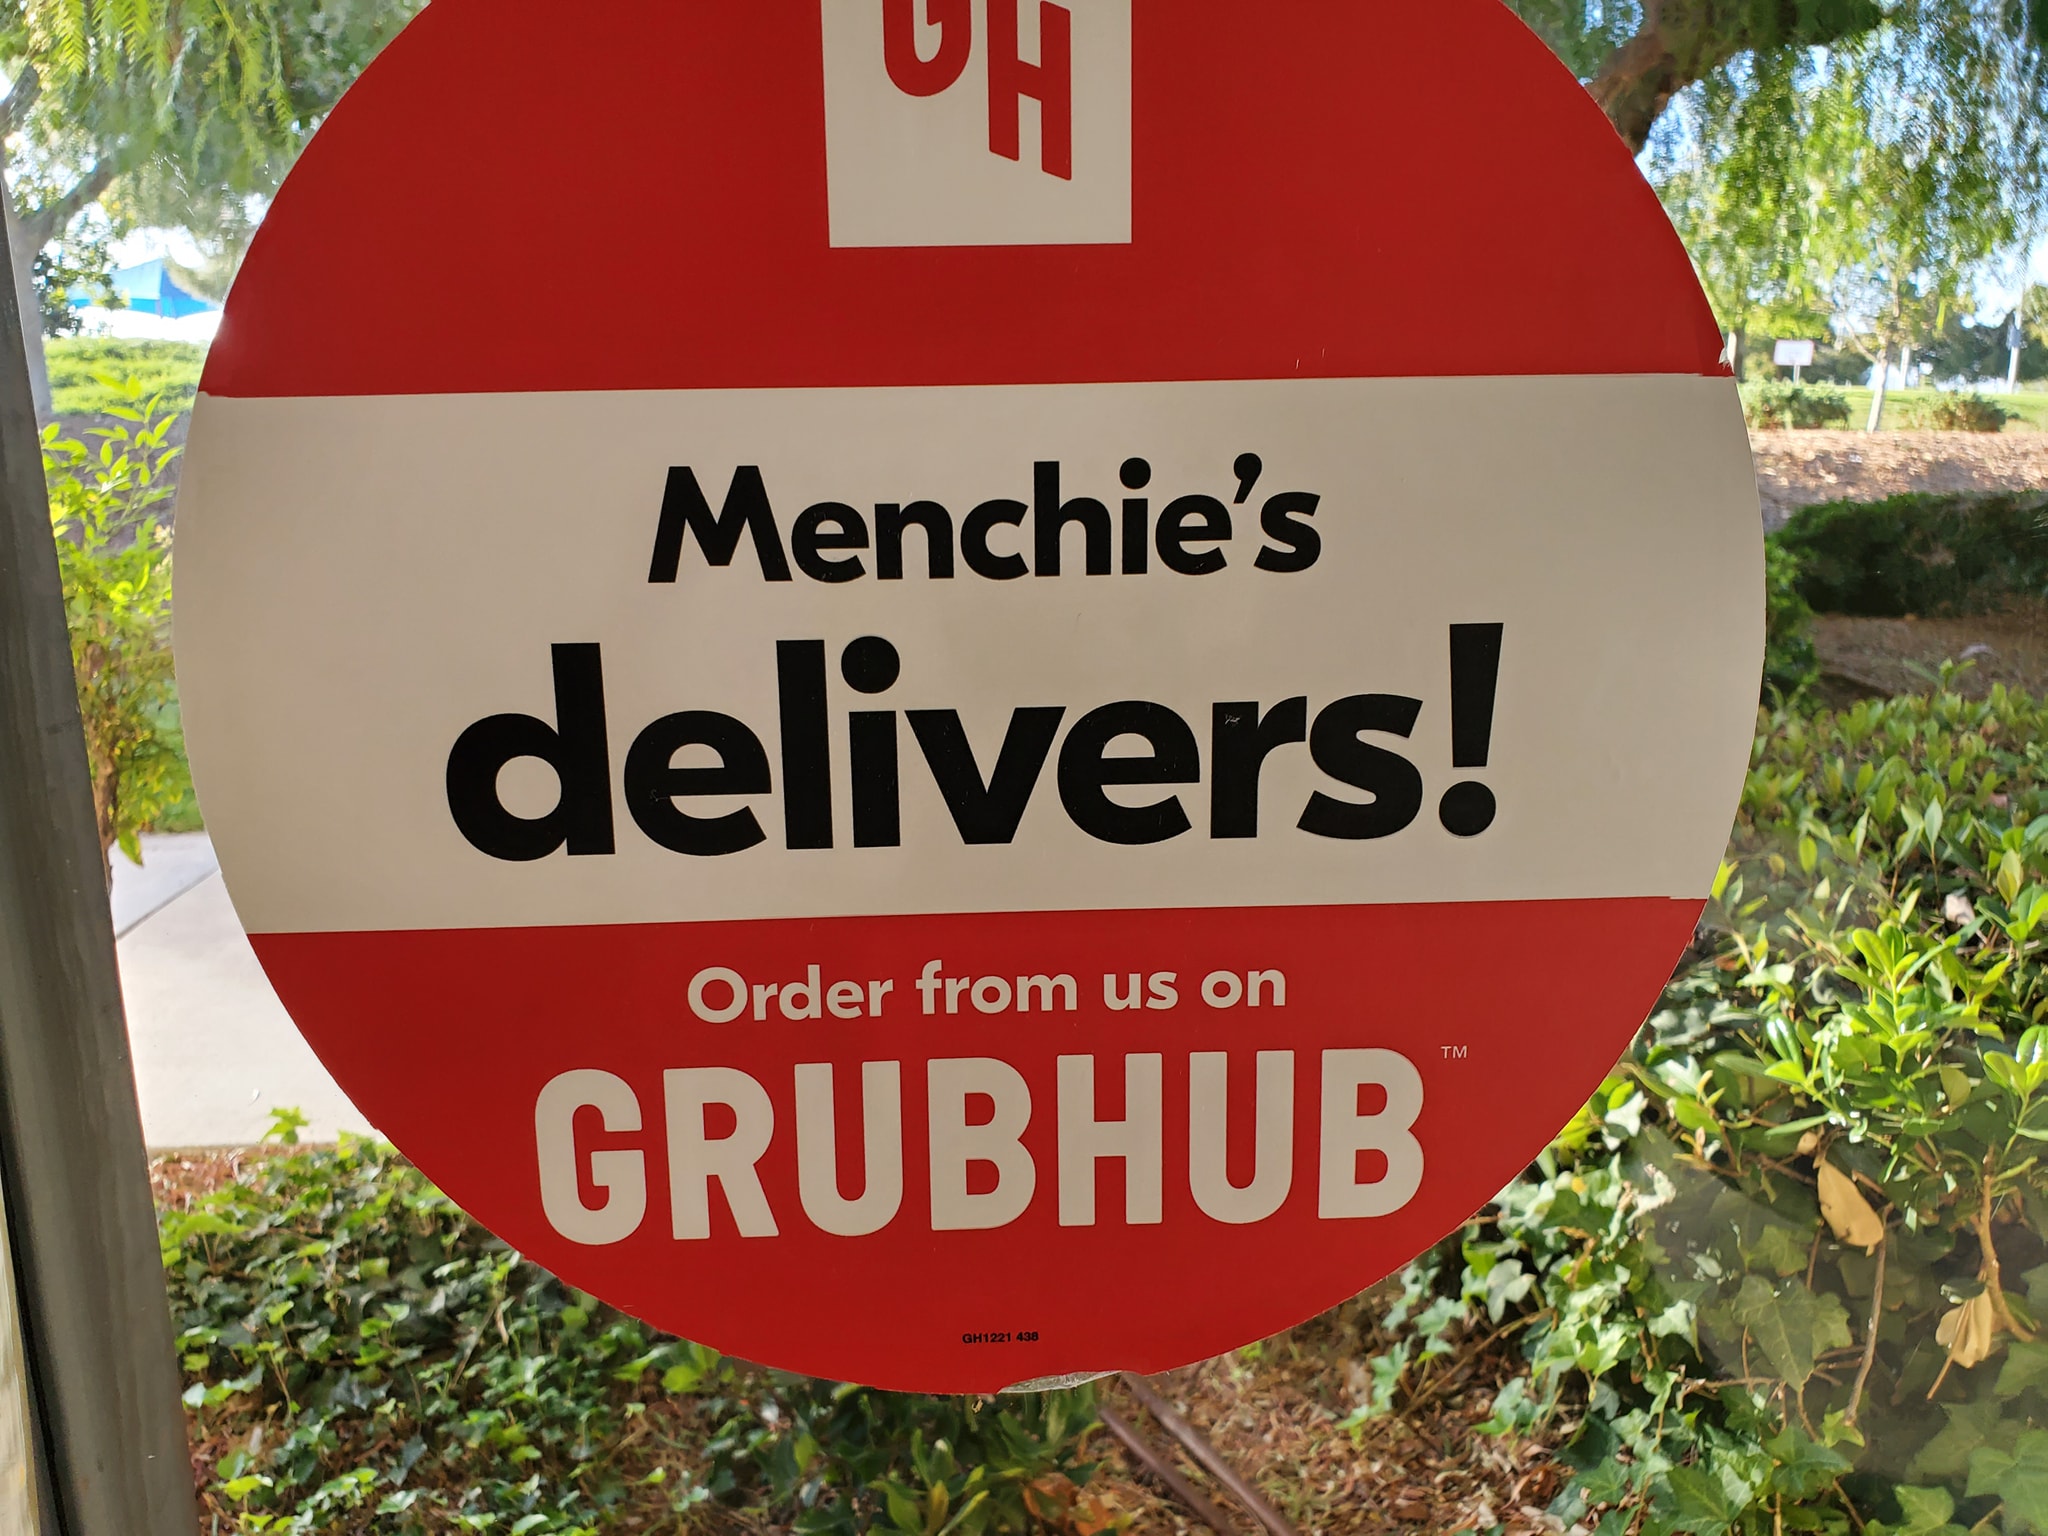 GH
Menchie's
delivers!
Order from us on
GRUBHUB™
GH1221 438